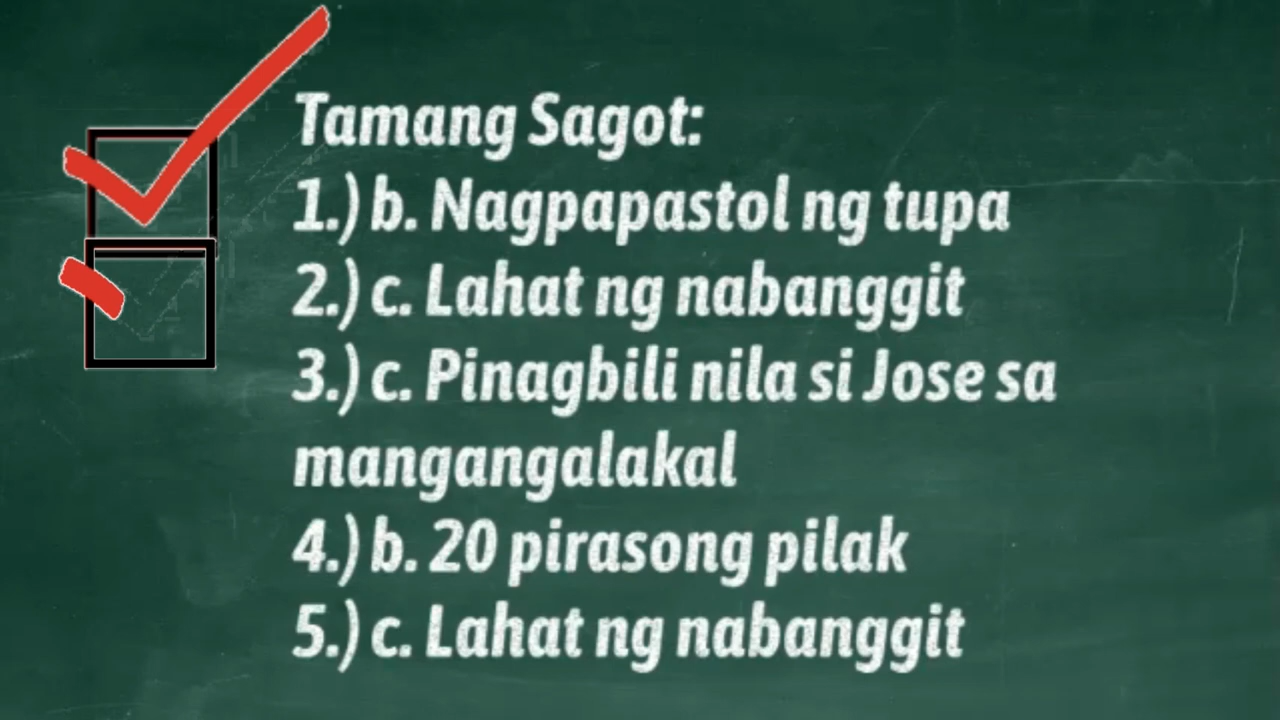 Tamang Sagot:
1.) b. Nagpapastol ng tupa
2.) c. Lahat ng nabanggit
3.) c. Pinagbili nila si Jose sa
mangangalakal
4.) b. 20 pirasong pilak
5.) c. Lahat ng nabanggit